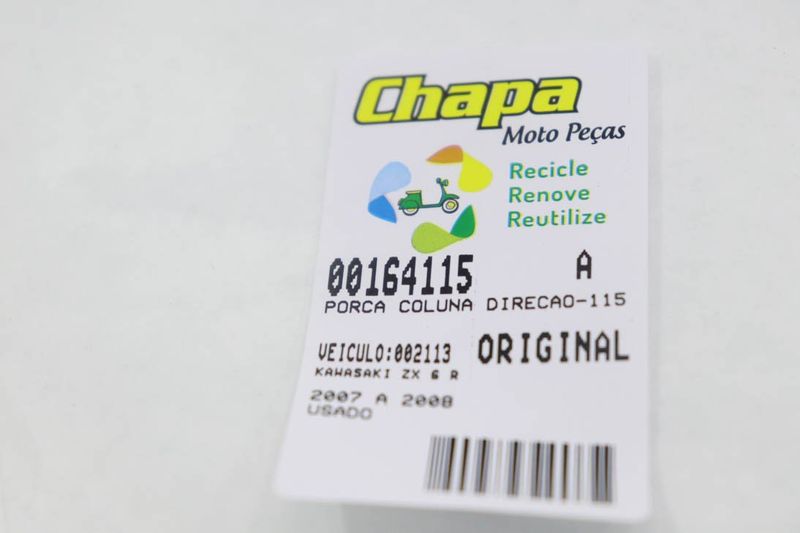 Chapa
Moto Peças
Recicle
Renove
Reutilize
00164115 A
PORCA COLUNA DIRECAO-115
VEICULO:002113 ORIGINAL
KAWASAKI ZX 6 R
2007 A 2008
USADO